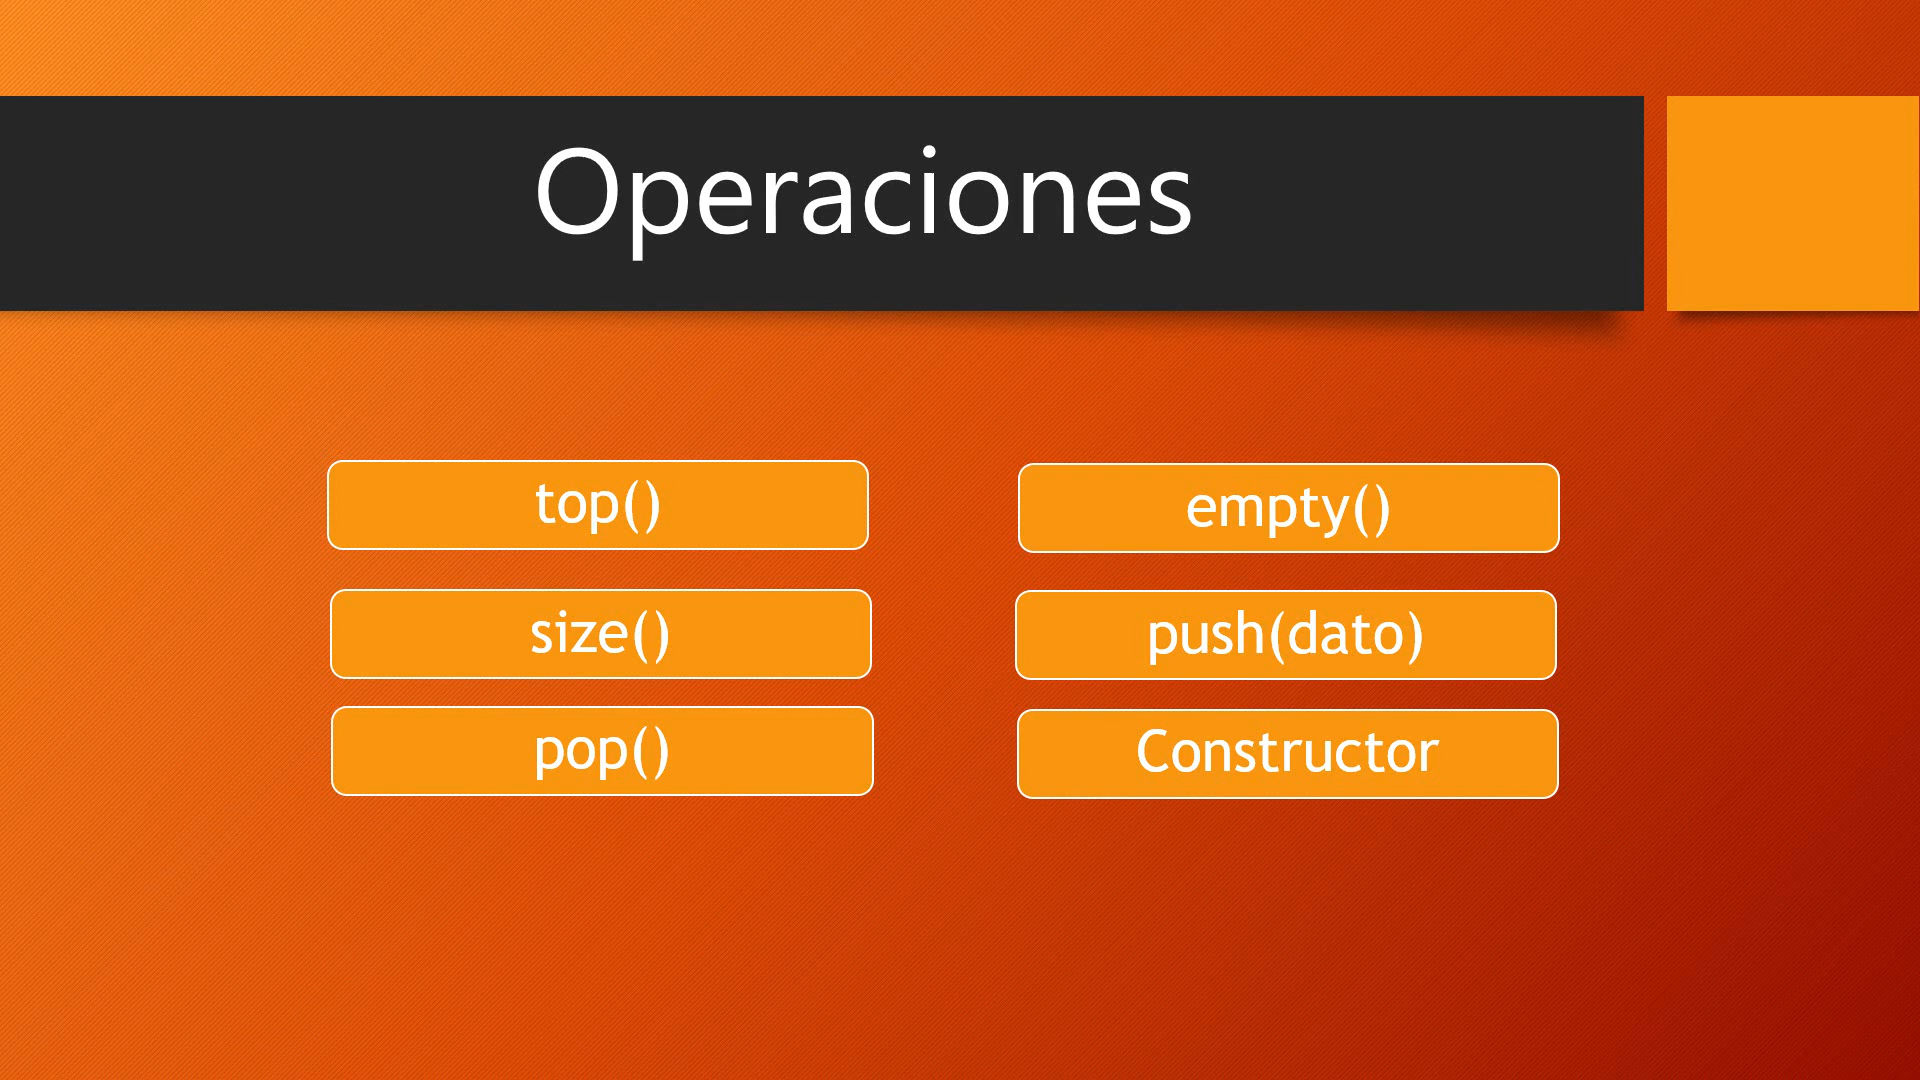 Operaciones
top()
empty()
size()
push(dato)
pop()
Constructor